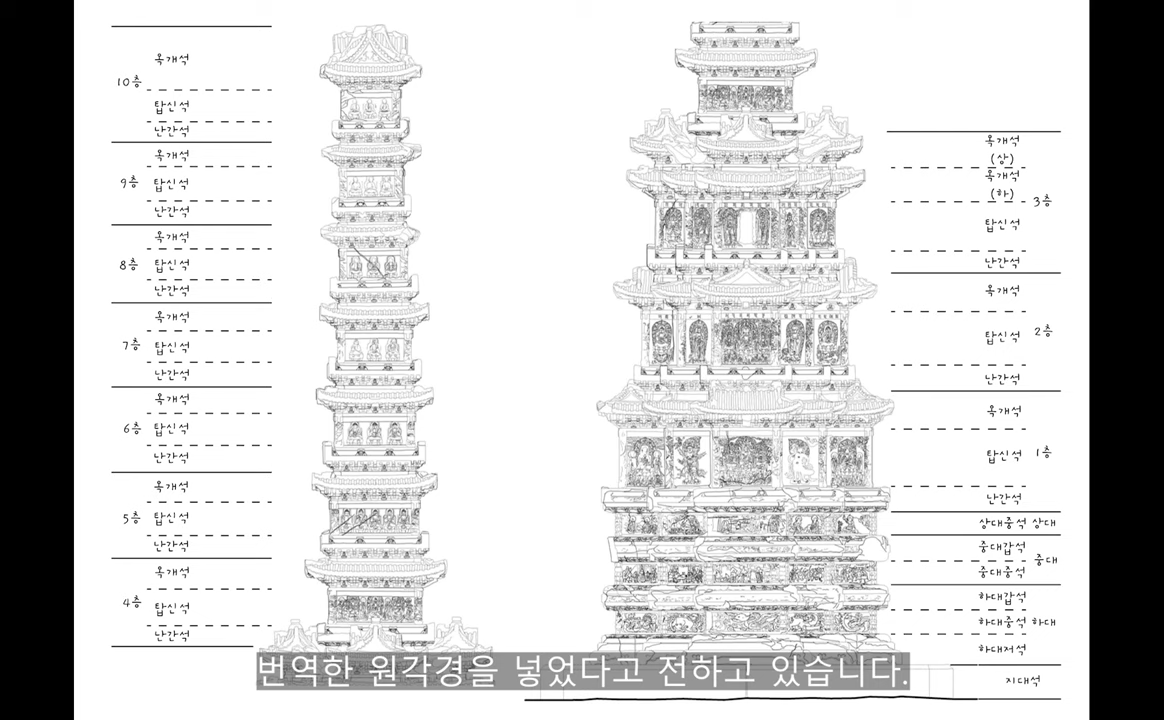 옥개석
10층
탑신석
난간석
옥개석
9층 탑신석
난간석
옥개석
8층 탑신석
난간석
옥개석
7층 탑신석
난간석
옥개석
6층 탑신석
난간석
옥개석
5층 탑신석
난간석
옥개석
4층 탑신석
난간석
옥개석
(상)
옥개석
(하)
3층
탑신석
난간석
옥개석
탑신석 2층
난간석
옥개석
탑신석 1층
난간석
상대중석 상대
중대갑석
중대
중대중석
하대갑석
하대중석 하대
하대저석
지대석
번역한 원각경을 넣었다고 전하고 있습니다.